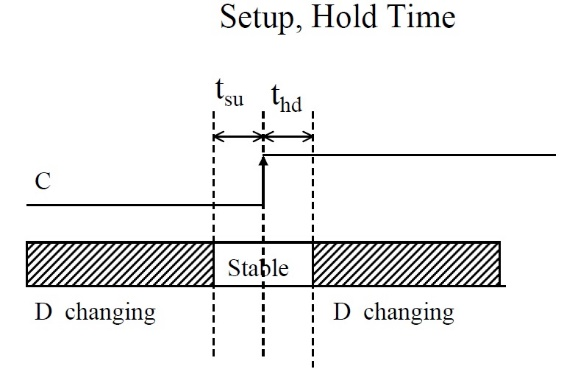 Setup, Hold Time
tsu thd
C
Stable
D changing D changing